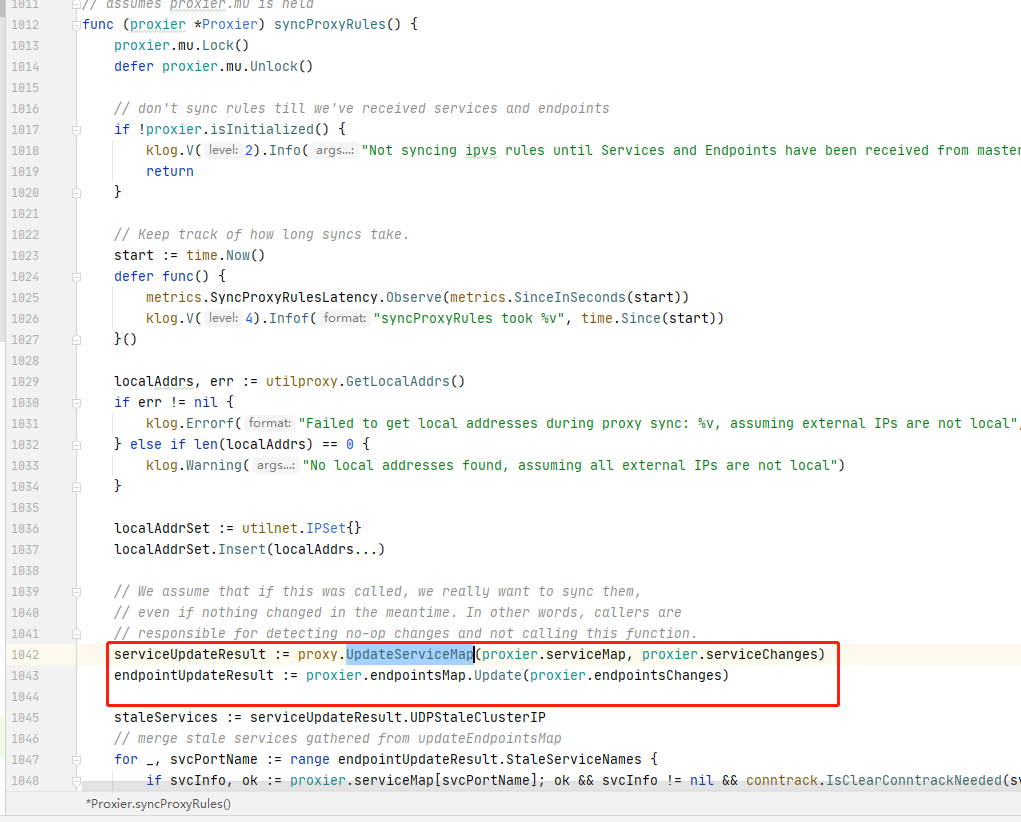 1011 // assumes proxier.mu is held
1012 func (proxier *Proxier) syncProxyRules() {
1013 proxier.mu.Lock()
1014 defer proxier.mu.Unlock()
1015
1016 // don't sync rules till we've received services and endpoints
1017 if !proxier.isInitialized() {
1018 klog.V( level: 2).Info( args...: "Not syncing ipvs rules until Services and Endpoints have been received from master
1019 return
1020 }
1021
1022 // Keep track of how long syncs take.
1023 start := time.Now()
1024 defer func() {
1025 metrics.SyncProxyRulesLatency.Observe(metrics.SinceInSeconds(start))
1026 klog.V( level: 4).Infof( format: "syncProxyRules took %v", time.Since(start))
1027 }()
1028
1029 localAddrs, err := utilproxy.GetLocalAddrs()
1030 if err != nil {
1031 klog.Errorf( format: "Failed to get local addresses during proxy sync: %v, assuming external IPs are not local",
1032 } else if len(localAddrs) == 0 {
1033 klog.Warning( args...: "No local addresses found, assuming all external IPs are not local")
1034 }
1035
1036 localAddrSet := utilnet.IPSet{}
1037 localAddrSet.Insert(localAddrs...)
1038
1039 // We assume that if this was called, we really want to sync them,
1040 // even if nothing changed in the meantime. In other words, callers are
1041 // responsible for detecting no-op changes and not calling this function.
1042 serviceUpdateResult := proxy.UpdateServiceMap(proxier.serviceMap, proxier.serviceChanges)
1043 endpointUpdateResult := proxier.endpointsMap.Update(proxier.endpointsChanges)
1044
1045 staleServices := serviceUpdateResult.UDPStaleClusterIP
1046 // merge stale services gathered from updateEndpointsMap
1047 for _, svcPortName := range endpointUpdateResult.StaleServiceNames {
1048 if svcInfo, ok := proxier.serviceMap[svcPortName]; ok && svcInfo != nil && conntrack.IsClearConntrackNeeded(sv
*Proxier.syncProxyRules()